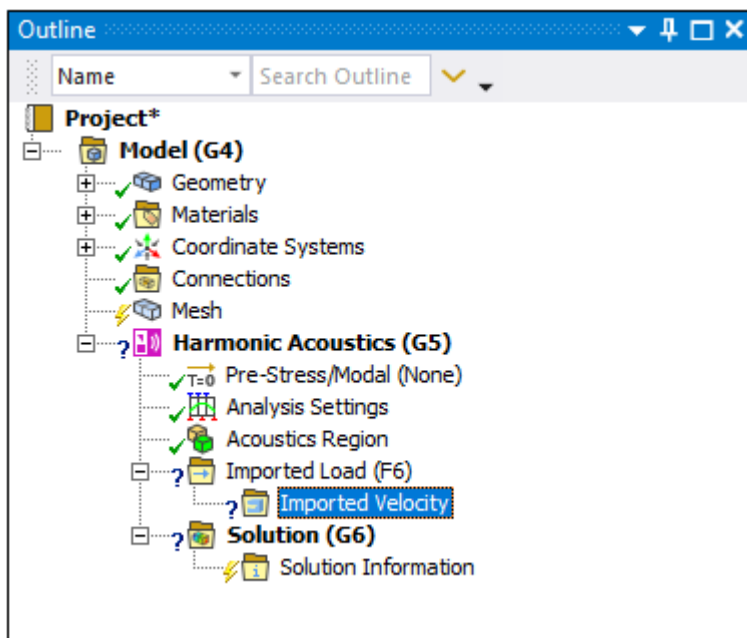 Outline
Name Search Outline
Project*
Model (G4)
Geometry
Materials
Coordinate Systems
Connections
Mesh
? Harmonic Acoustics (G5)
T=0 Pre-Stress/Modal (None)
Analysis Settings
Acoustics Region
? Imported Load (F6)
? Imported Velocity
? Solution (G6)
i Solution Information